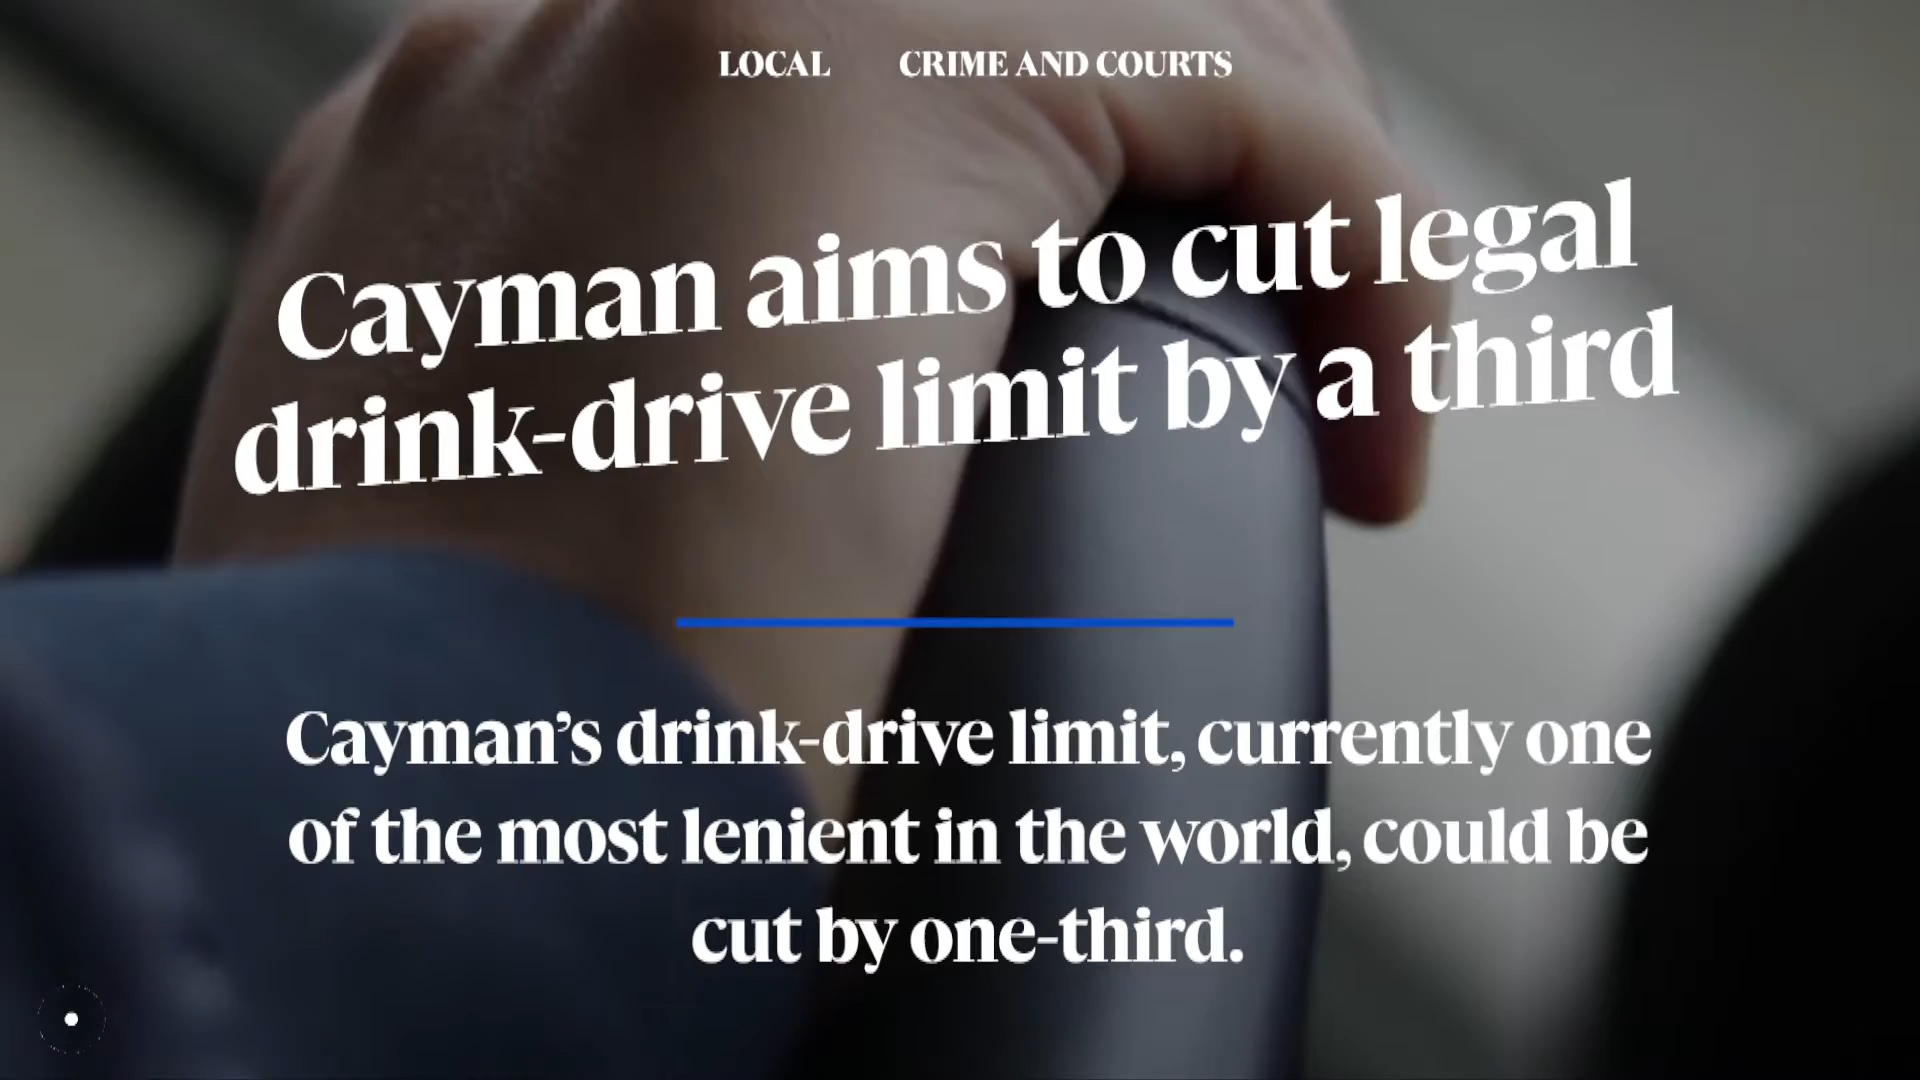 LOCAL CRIME AND COURTS
Cayman aims to cut legal
drink-drive limit by a third
Cayman’s drink-drive limit, currently one
of the most lenient in the world, could be
cut by one-third.